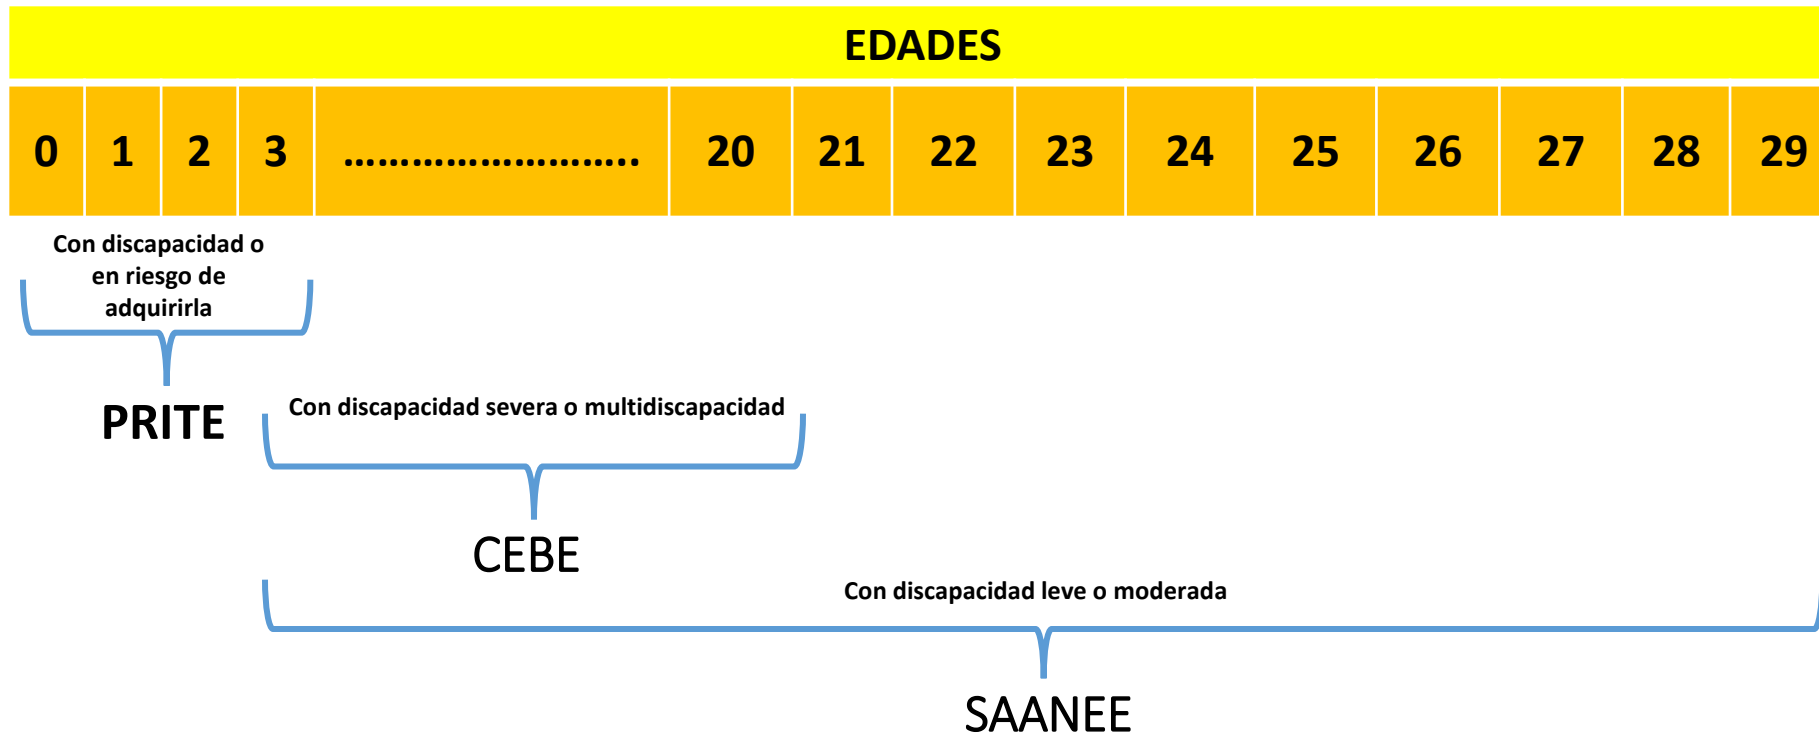 EDADES
0 1 2 3 …………………….. 20 21 22 23 24 25 26 27 28 29
Con discapacidad o
en riesgo de
adquirirla
PRITE
Con discapacidad severa o multidiscapacidad
CEBE
Con discapacidad leve o moderada
SAANEE